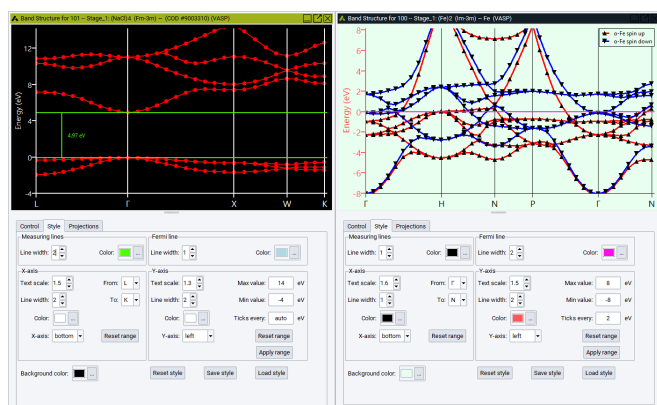 Band Structure for 101 -- Stage_1: (NaCl)4 (Fm-3m) ~ (COD #9003310) (VASP)
12
8
4
0
-4
Energy (eV)
4.97 eV
L Γ X W K
Control Style Projections
Measuring lines
Line width: 2 Color: ...
Fermi line
Line width: 1 Color: ...
X-axis
Text scale: 1.5 From: L
Line width: 2 To: K
Color: ...
X-axis: bottom Reset range
Y-axis
Text scale: 1.3 Max value: 14 eV
Line width: 2 Min value: -4 eV
Color: ... Ticks every: auto eV
Y-axis: left Reset range
Apply range
Background color: ... Reset style Save style Load style
Band Structure for 100 -- Stage_1: (Fe)2 (Im-3m) ~ Fe (VASP)
α-Fe spin up
α-Fe spin down
8
6
4
2
0
-2
-4
-6
-8
Energy (eV)
Γ H N P Γ N
Control Style Projections
Measuring lines
Line width: 1 Color: ...
Fermi line
Line width: 2 Color: ...
X-axis
Text scale: 1.6 From: Γ
Line width: 1 To: N
Color: ...
X-axis: bottom Reset range
Y-axis
Text scale: 1.5 Max value: 8 eV
Line width: 2 Min value: -8 eV
Color: ... Ticks every: 2 eV
Y-axis: left Reset range
Apply range
Background color: ... Reset style Save style Load style